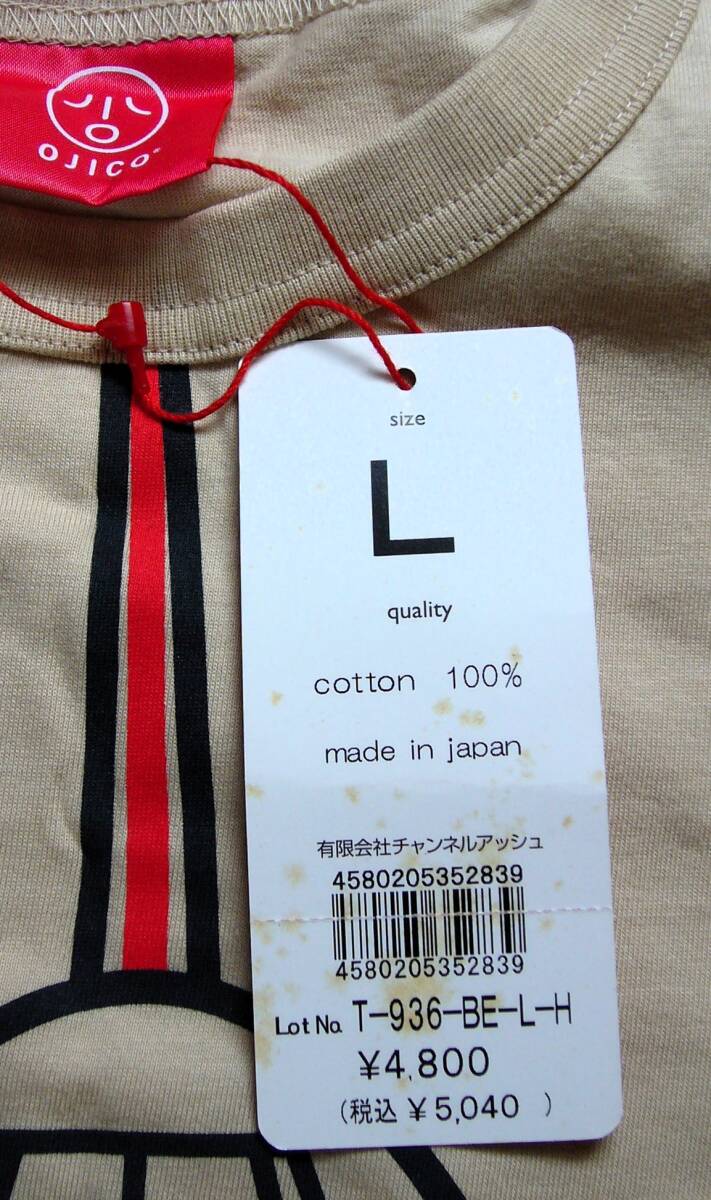 OJICO
size
L
quality
cotton 100%
made in japan
有限会社チャンネルアッシュ
4580205352839
4580205352839
Lot No. T-936-BE-L-H
¥4,800
(税込 ¥5,040 )